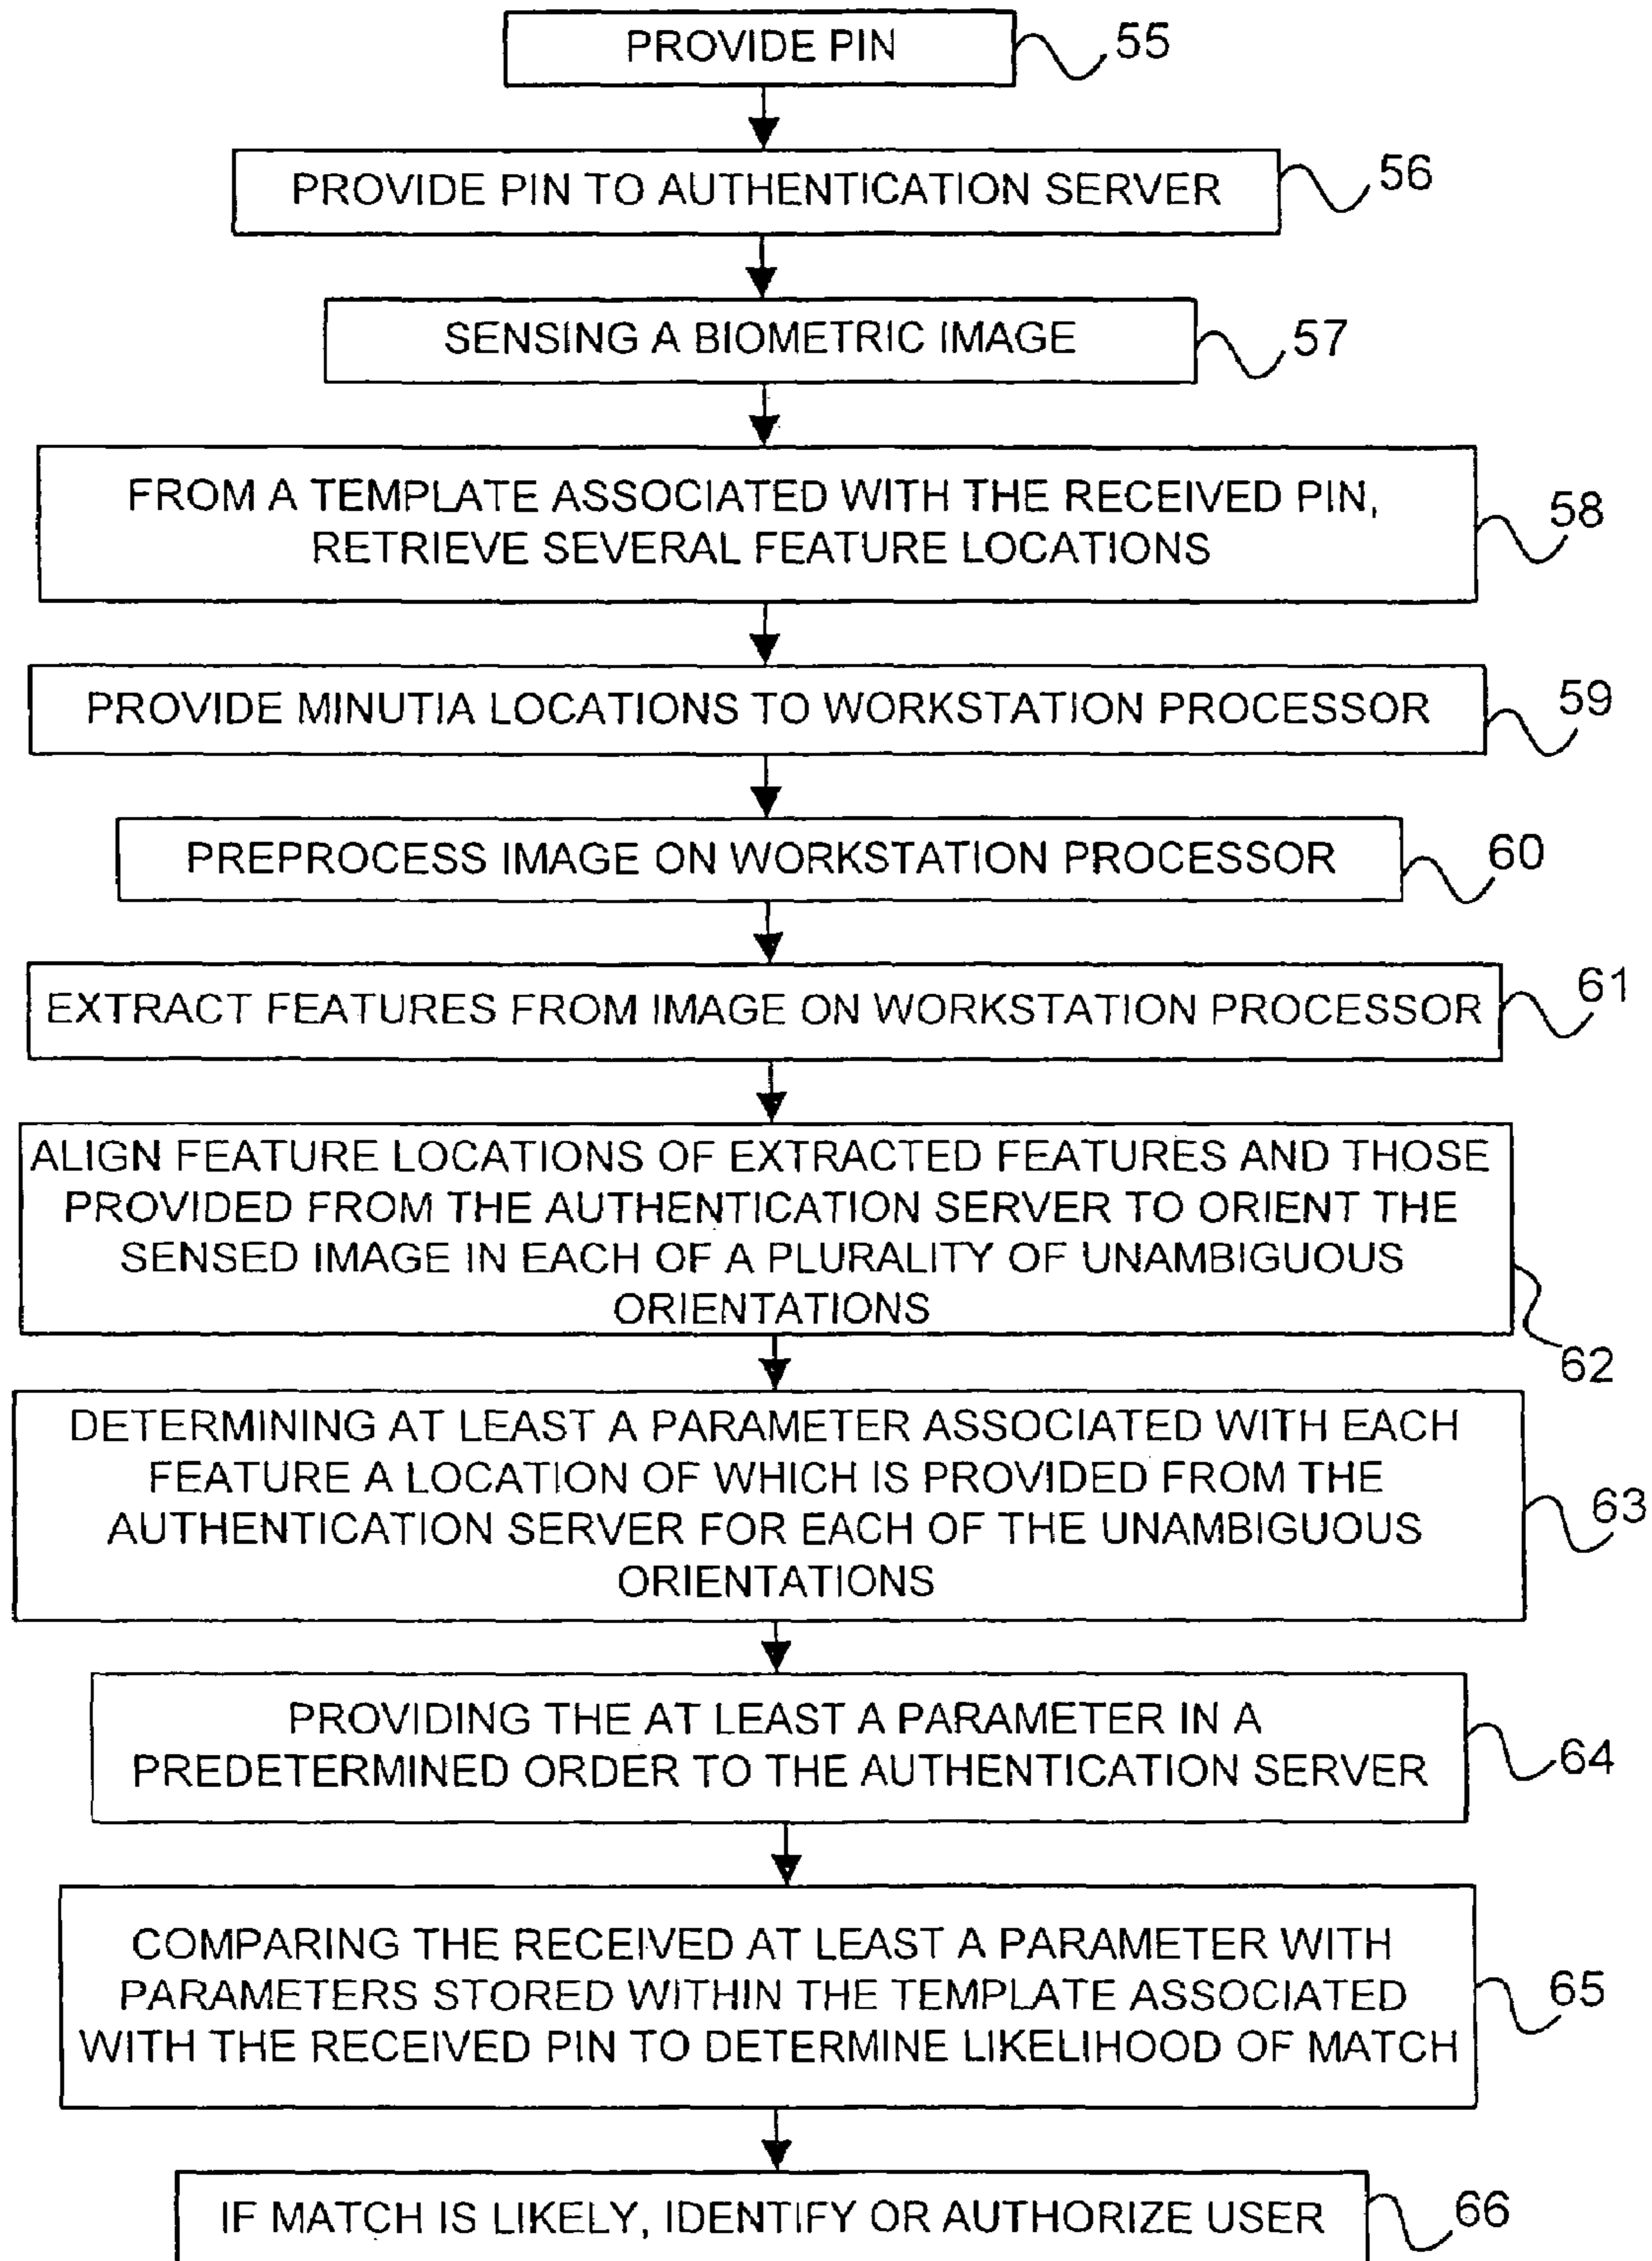 PROVIDE PIN
55
PROVIDE PIN TO AUTHENTICATION SERVER
56
SENSING A BIOMETRIC IMAGE
57
FROM A TEMPLATE ASSOCIATED WITH THE RECEIVED PIN,
RETRIEVE SEVERAL FEATURE LOCATIONS
58
PROVIDE MINUTIA LOCATIONS TO WORKSTATION PROCESSOR
59
PREPROCESS IMAGE ON WORKSTATION PROCESSOR
60
EXTRACT FEATURES FROM IMAGE ON WORKSTATION PROCESSOR
61
ALIGN FEATURE LOCATIONS OF EXTRACTED FEATURES AND THOSE
PROVIDED FROM THE AUTHENTICATION SERVER TO ORIENT THE
SENSED IMAGE IN EACH OF A PLURALITY OF UNAMBIGUOUS
ORIENTATIONS
62
DETERMINING AT LEAST A PARAMETER ASSOCIATED WITH EACH
FEATURE A LOCATION OF WHICH IS PROVIDED FROM THE
AUTHENTICATION SERVER FOR EACH OF THE UNAMBIGUOUS
ORIENTATIONS
63
PROVIDING THE AT LEAST A PARAMETER IN A
PREDETERMINED ORDER TO THE AUTHENTICATION SERVER
64
COMPARING THE RECEIVED AT LEAST A PARAMETER WITH
PARAMETERS STORED WITHIN THE TEMPLATE ASSOCIATED
WITH THE RECEIVED PIN TO DETERMINE LIKELIHOOD OF MATCH
65
IF MATCH IS LIKELY, IDENTIFY OR AUTHORIZE USER
66